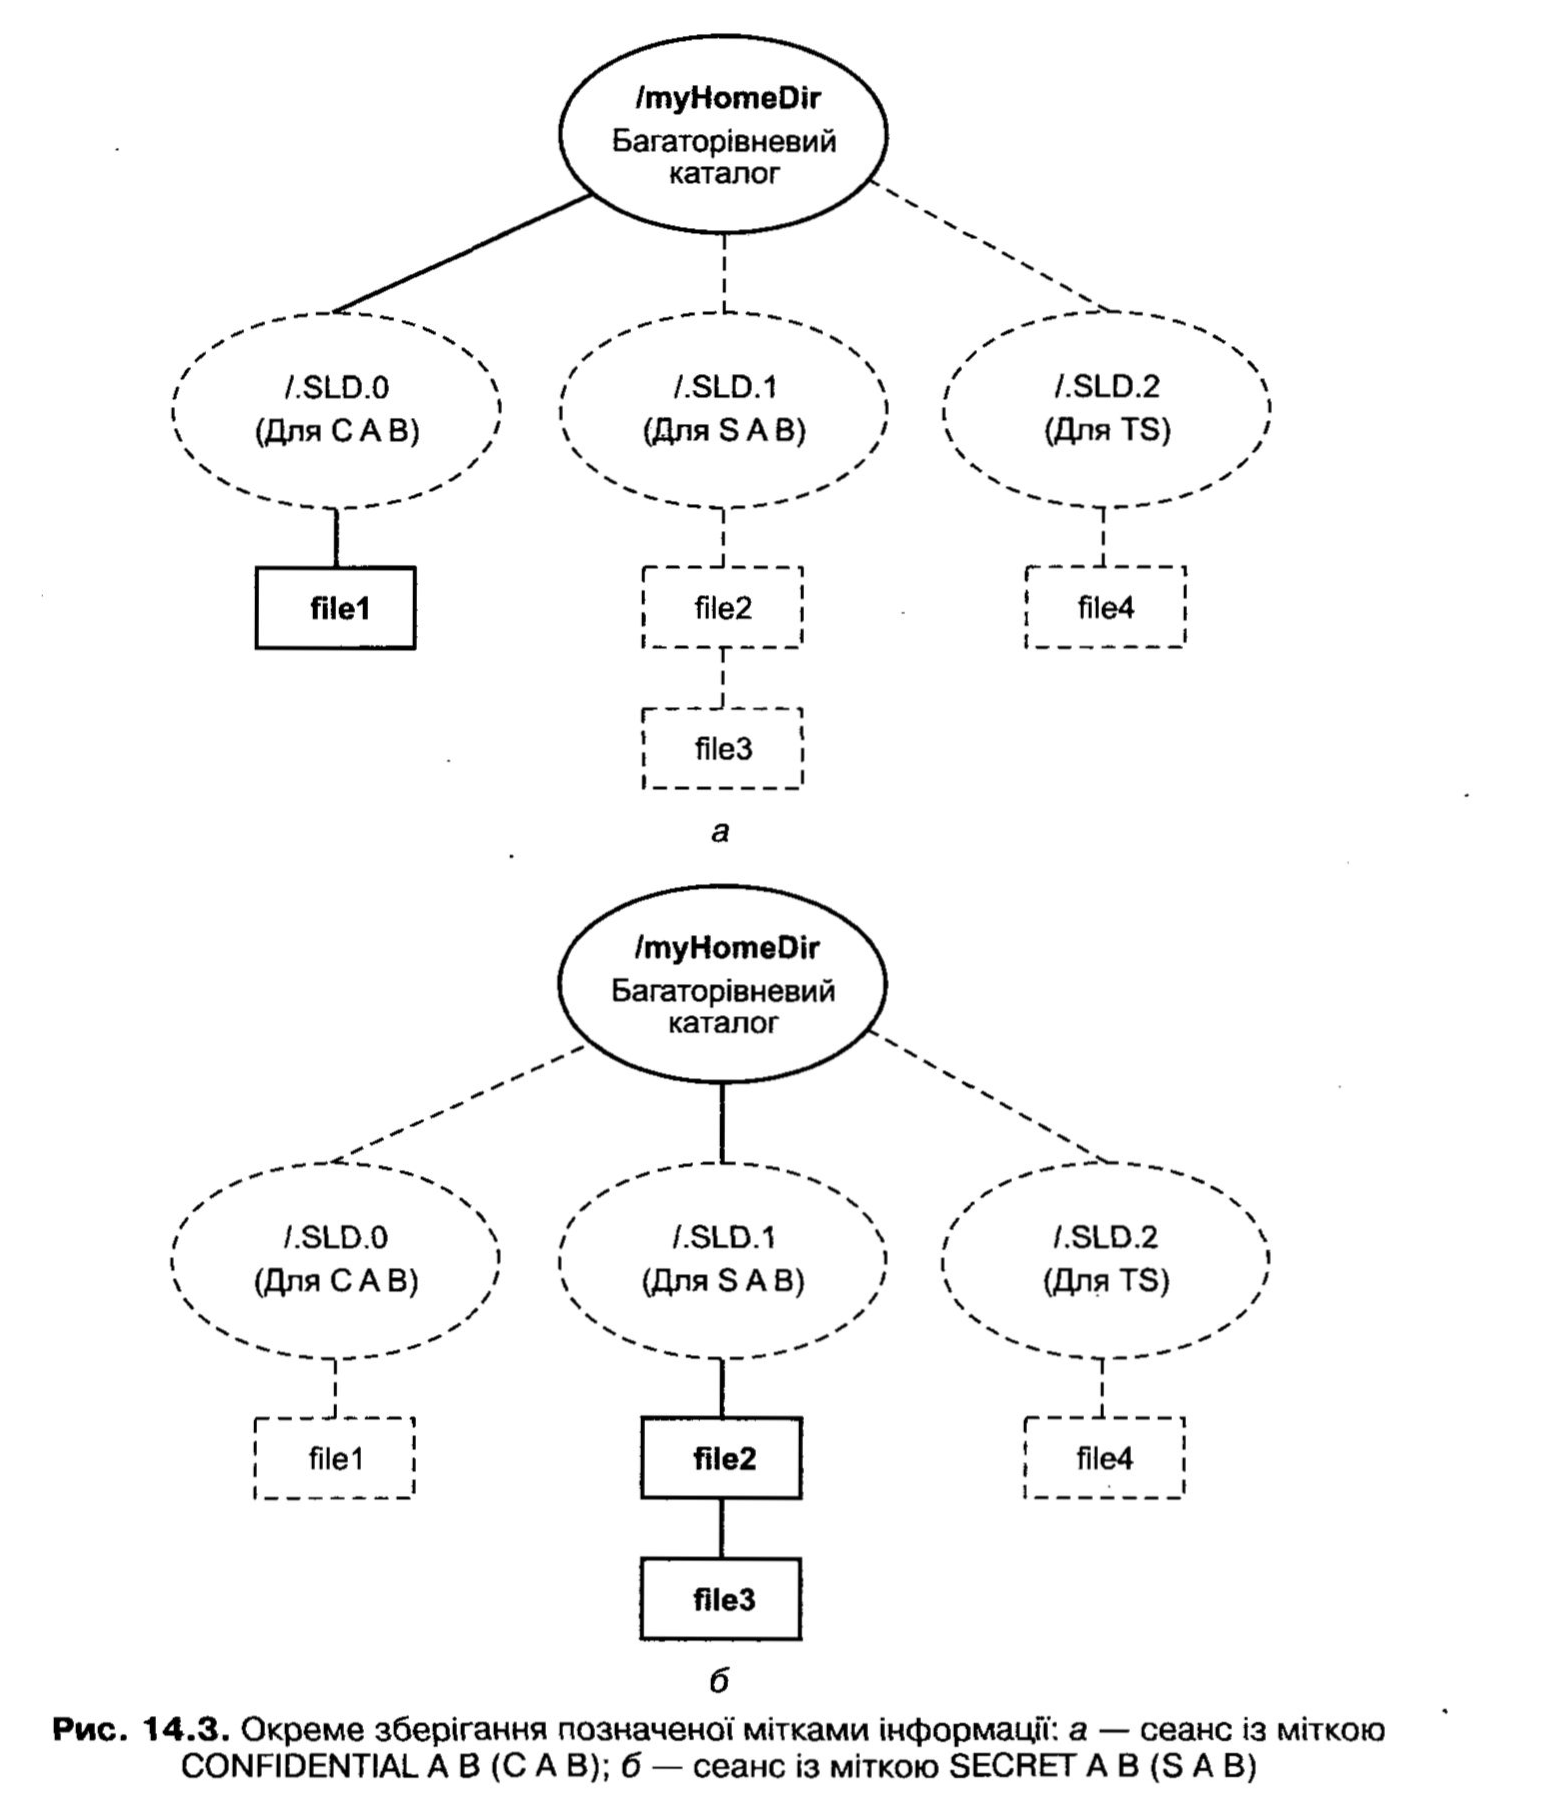 /myHomeDir
Багаторівневий
каталог
/.SLD.0
(Для C A B)
/.SLD.1
(Для S A B)
/.SLD.2
(Для TS)
file1
file2
file4
file3
а
/myHomeDir
Багаторівневий
каталог
/.SLD.0
(Для C A B)
/.SLD.1
(Для S A B)
/.SLD.2
(Для TS)
file1
file2
file4
file3
б
Рис. 14.3. Окреме зберігання позначеної мітками інформації: а — сеанс із міткою
CONFIDENTIAL A B (C A B); б — сеанс із міткою SECRET A B (S A B)